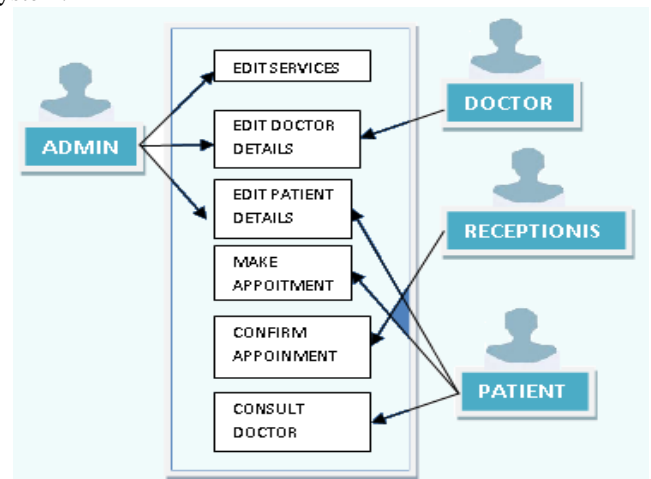 EDIT SERVICES
DOCTOR
EDIT DOCTOR
DETAILS
ADMIN
EDIT PATIENT
DETAILS
RECEPTIONIS
MAKE
APPOITMENT
CONFIRM
APPOINMENT
PATIENT
CONSULT
DOCTOR